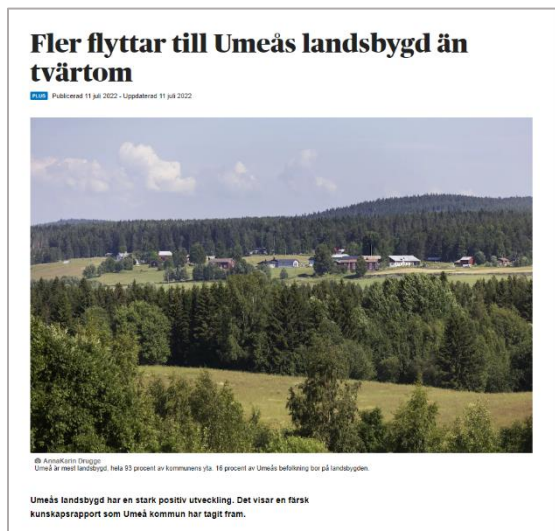 Fler flyttar till Umeås landsbygd än
tvärtom
PLUS Publicerad 11 juli 2022 - Uppdaterad 11 juli 2022
AnnaKarin Drugge
Umeå är mest landsbygd, hela 93 procent av kommunens yta. 16 procent av Umeås befolkning bor på landsbygden.
Umeås landsbygd har en stark positiv utveckling. Det visar en färsk
kunskapsrapport som Umeå kommun har tagit fram.